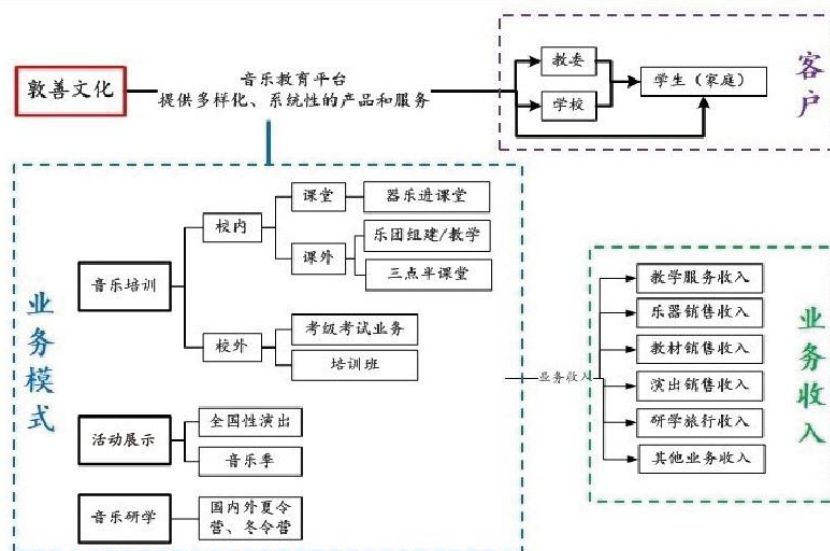 敦善文化
音乐教育平台
提供多样化、系统性的产品和服务
教委
学校
学生（家庭）
客户
业务模式
音乐培训
校内
课堂
器乐进课堂
课外
乐团组建/教学
三点半课堂
校外
考级考试业务
培训班
活动展示
全国性演出
音乐季
音乐研学
国内外夏令
营、冬令营
业务收入
教学服务收入
乐器销售收入
教材销售收入
演出销售收入
研学旅行收入
其他业务收入
业务收入